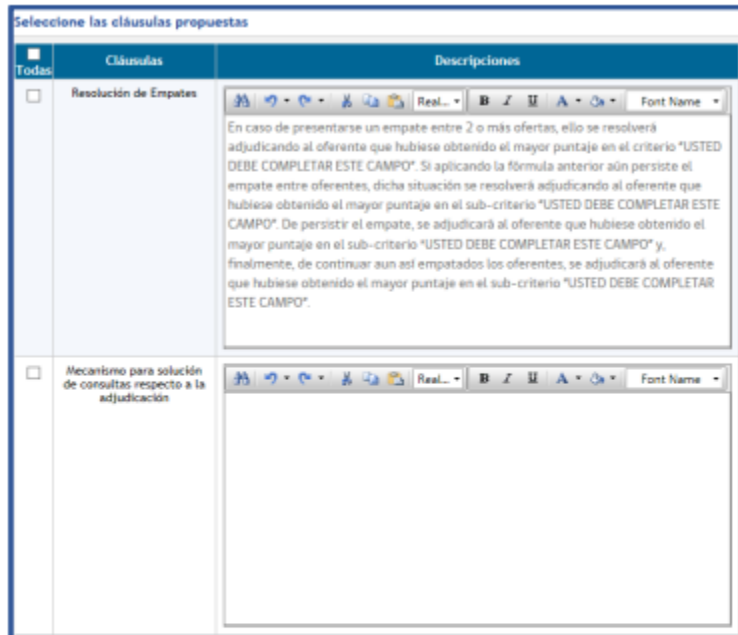 Seleccione las cláusulas propuestas
Todas
Cláusulas
Descripciones
Resolución de Empates
Real...
B I U A
Font Name
En caso de presentarse un empate entre 2 o más ofertas, ello se resolverá
adjudicando al oferente que hubiese obtenido el mayor puntaje en el criterio "USTED
DEBE COMPLETAR ESTE CAMPO". Si aplicando la fórmula anterior aún persiste el
empate entre oferentes, dicha situación se resolverá adjudicando al oferente que
hubiese obtenido el mayor puntaje en el sub-criterio "USTED DEBE COMPLETAR ESTE
CAMPO". De persistir el empate, se adjudicará al oferente que hubiese obtenido el
mayor puntaje en el sub-criterio "USTED DEBE COMPLETAR ESTE CAMPO" y,
finalmente, de continuar aun así empatados los oferentes, se adjudicará al oferente
que hubiese obtenido el mayor puntaje en el sub-criterio "USTED DEBE COMPLETAR
ESTE CAMPO".
Mecanismo para solución
de consultas respecto a la
adjudicación
Real...
B I U A
Font Name